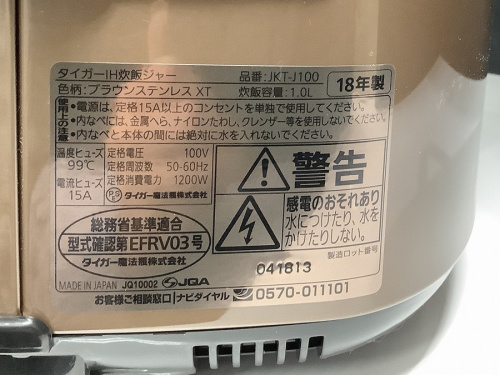 タイガーIH炊飯ジャー 品番：JKT-J100 18年製
色柄：ブラウンステンレス XT 炊飯容量：1.0L
使用上の注意
●電源は、定格15A以上のコンセントを単独で使用してください。
●内なべには、金属へら、ナイロンたわし、クレンザー等を使用しないでください。
内なべと本体の間には絶対に水を入れないでください。
温度ヒューズ 99℃
電流ヒューズ 15A
定格電圧 100V
定格周波数 50-60Hz
定格消費電力 1200W
PS E タイガー魔法瓶株式会社
警告
感電のおそれあり
水につけたり、水を
かけたりしない。
総務省基準適合
型式確認第EFRV03号
タイガー魔法瓶株式会社
製造ロット番号
041813
MADE IN JAPAN JQ10002 JQA
お客様ご相談窓口 ナビダイヤル 0570-011101